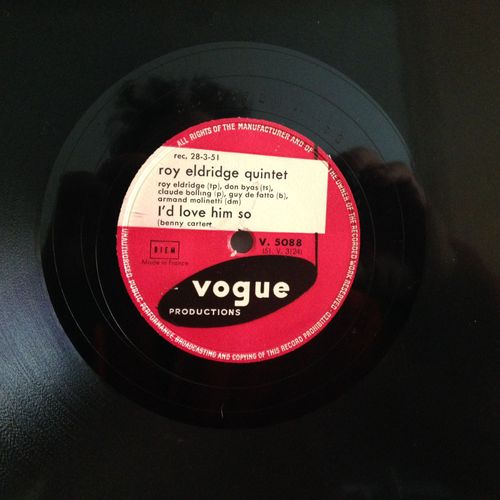 ALL RIGHTS OF THE MANUFACTURER AND OF THE OWNER OF THE RECORDED WORK RESERVED.
UNAUTHORISED PUBLIC PERFORMANCE, BROADCASTING AND COPYING OF THIS RECORD PROHIBITED.
rec. 28-3-51
roy eldridge quintet
roy eldridge (tp), don byas (ts),
claude bolling (p), guy de fatto (b),
armand molinetti (dm)
I'd love him so
(benny carter)
V. 5088
(51. V. 3124)
BIEM
Made in France
vogue
PRODUCTIONS